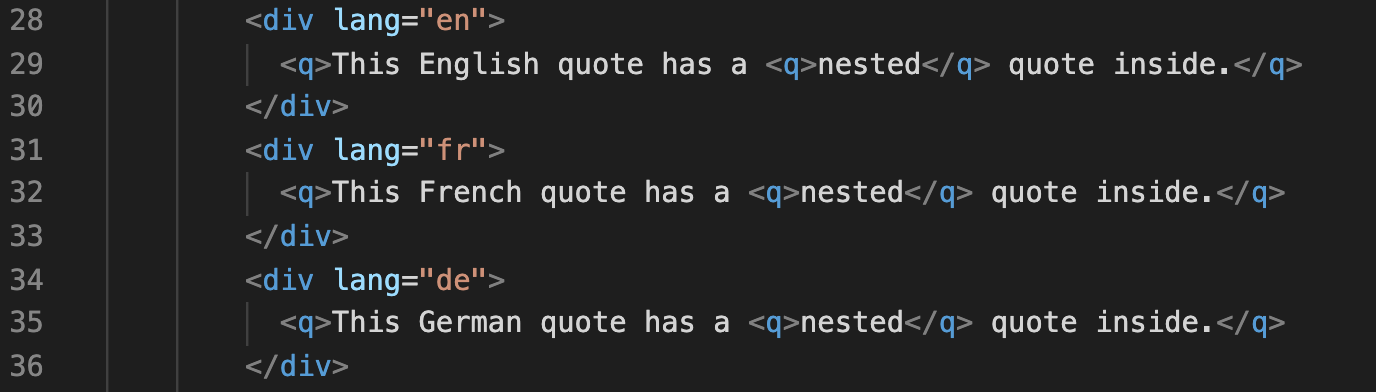 28 <div lang="en">
29 <q>This English quote has a <q>nested</q> quote inside.</q>
30 </div>
31 <div lang="fr">
32 <q>This French quote has a <q>nested</q> quote inside.</q>
33 </div>
34 <div lang="de">
35 <q>This German quote has a <q>nested</q> quote inside.</q>
36 </div>